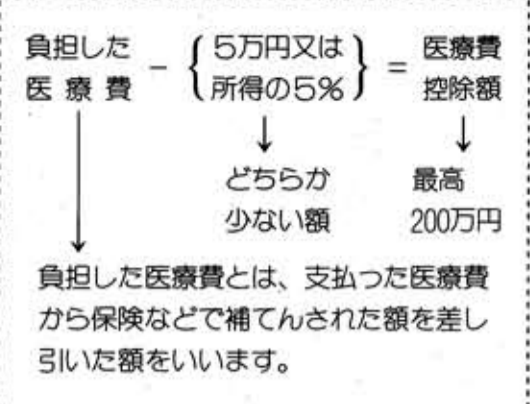 負担した
医療費
−
{5万円又は
所得の5%}
=
医療費
控除額
↓
↓
↓
どちらか
少ない額
最高
200万円
負担した医療費とは、支払った医療費
から保険などで補てんされた額を差し
引いた額をいいます。